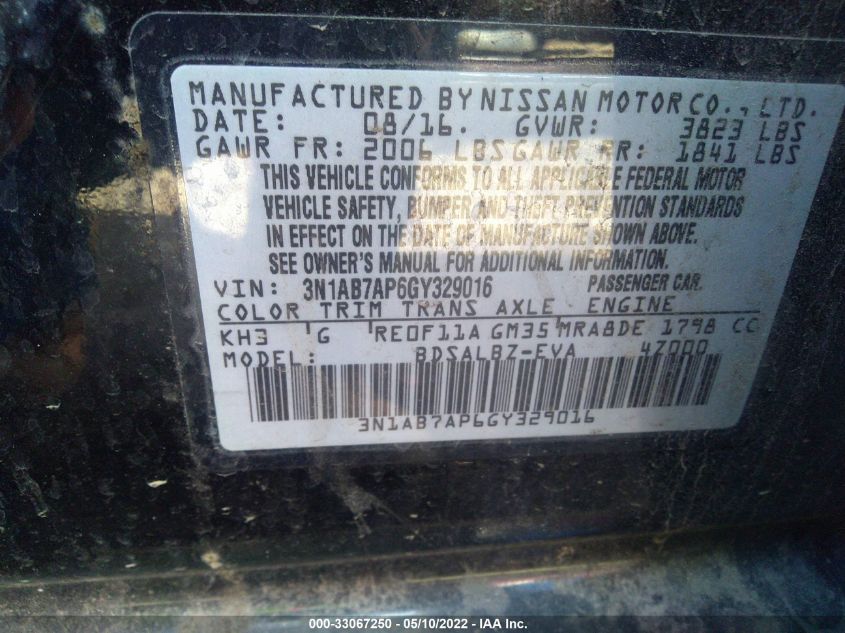 MANUFACTURED BY NISSAN MOTOR CO., LTD.
DATE: 08/16. GVWR: 3823 LBS
GAWR FR: 2006 LBS GAWR RR: 1841 LBS
THIS VEHICLE CONFORMS TO ALL APPLICABLE FEDERAL MOTOR
VEHICLE SAFETY, BUMPER AND THEFT PREVENTION STANDARDS
IN EFFECT ON THE DATE OF MANUFACTURE SHOWN ABOVE.
SEE OWNER'S MANUAL FOR ADDITIONAL INFORMATION.
VIN: 3N1AB7AP6GY329016 PASSENGER CAR.
COLOR TRIM TRANS AXLE ENGINE
KH3 G RE0F11A GM35 MRA8DE 1798 CC
MODEL: BDSALBZ-EVA 4Z000
3N1AB7AP6GY329016
000-33067250 - 05/10/2022 - IAA Inc.